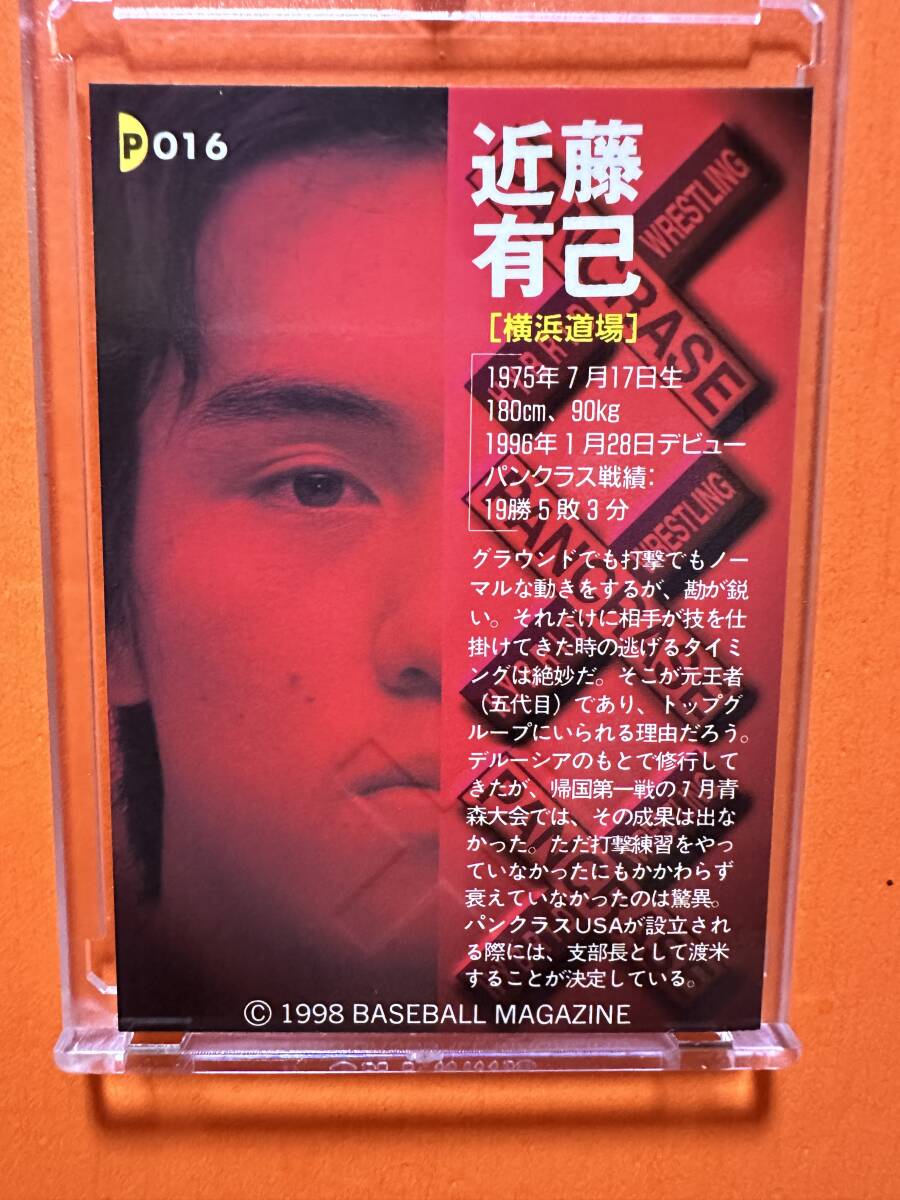 P016
近藤
有己
[横浜道場]
1975年7月17日生
180cm、90kg
1996年1月28日デビュー
パンクラス戦績:
19勝5敗3分
グラウンドでも打撃でもノー
マルな動きをするが、勘が鋭
い。それだけに相手が技を仕
掛けてきた時の逃げるタイミ
ングは絶妙だ。そこが元王者
(五代目)であり、トップグ
ループにいられる理由だろう。
デルーシアのもとで修行して
きたが、帰国第一戦の7月青
森大会では、その成果は出な
かった。ただ打撃練習をやっ
ていなかったにもかかわらず
衰えていなかったのは驚異。
パンクラスUSAが設立され
る際には、支部長として渡米
することが決定している。
© 1998 BASEBALL MAGAZINE
WRESTLING
PANCRASE
WRESTLING
PANCRASE